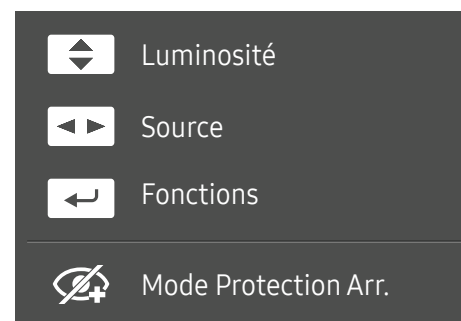 Luminosité
Source
Fonctions
Mode Protection Arr.